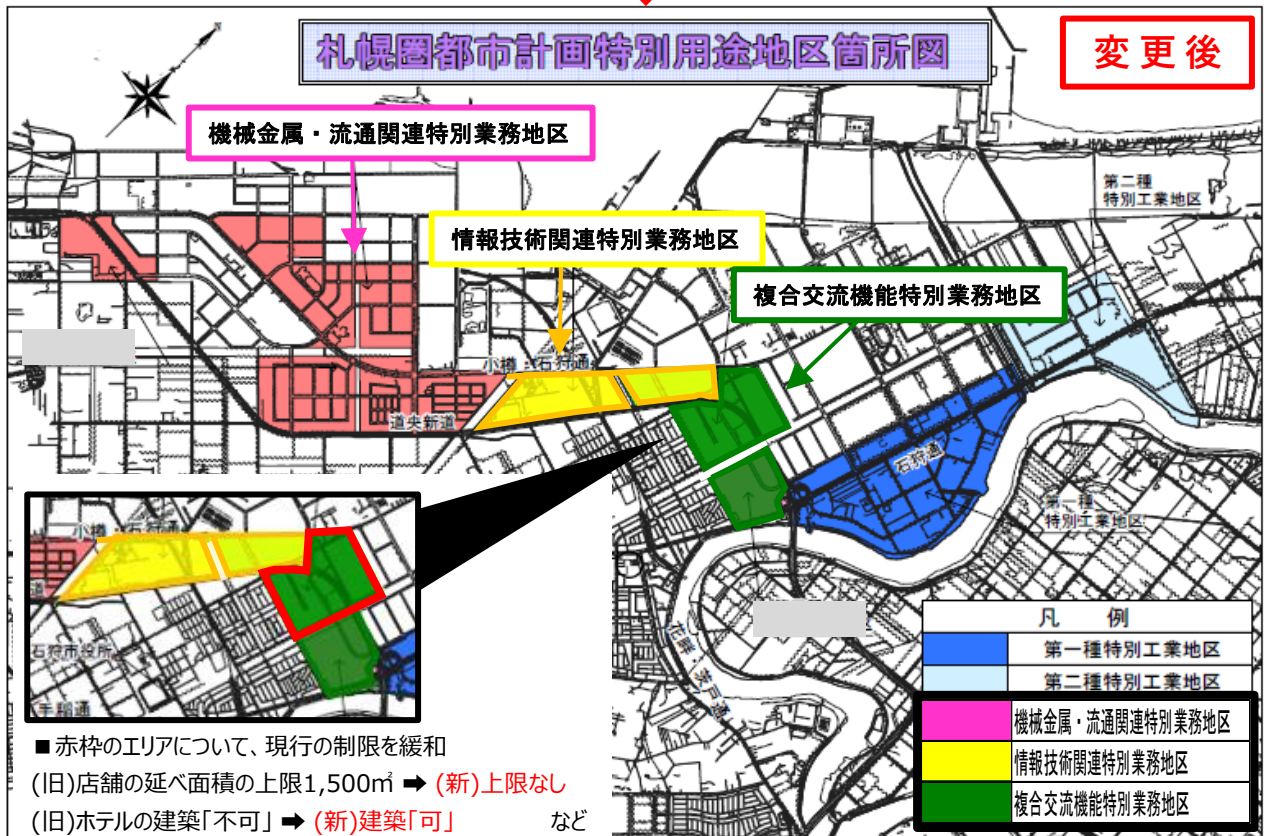 札幌圏都市計画特別用途地区箇所図
変更後
N
機械金属・流通関連特別業務地区
情報技術関連特別業務地区
複合交流機能特別業務地区
第二種
特別工業地区
小樽・石狩通
道央新道
石狩通
第一種
特別工業地区
花畔・茨戸通
小樽・石狩通
道
石狩市役所
手稲通
凡 例
第一種特別工業地区
第二種特別工業地区
機械金属・流通関連特別業務地区
情報技術関連特別業務地区
複合交流機能特別業務地区
■赤枠のエリアについて、現行の制限を緩和
(旧)店舗の延べ面積の上限1,500㎡ ➡ (新)上限なし
(旧)ホテルの建築「不可」 ➡ (新)建築「可」 など